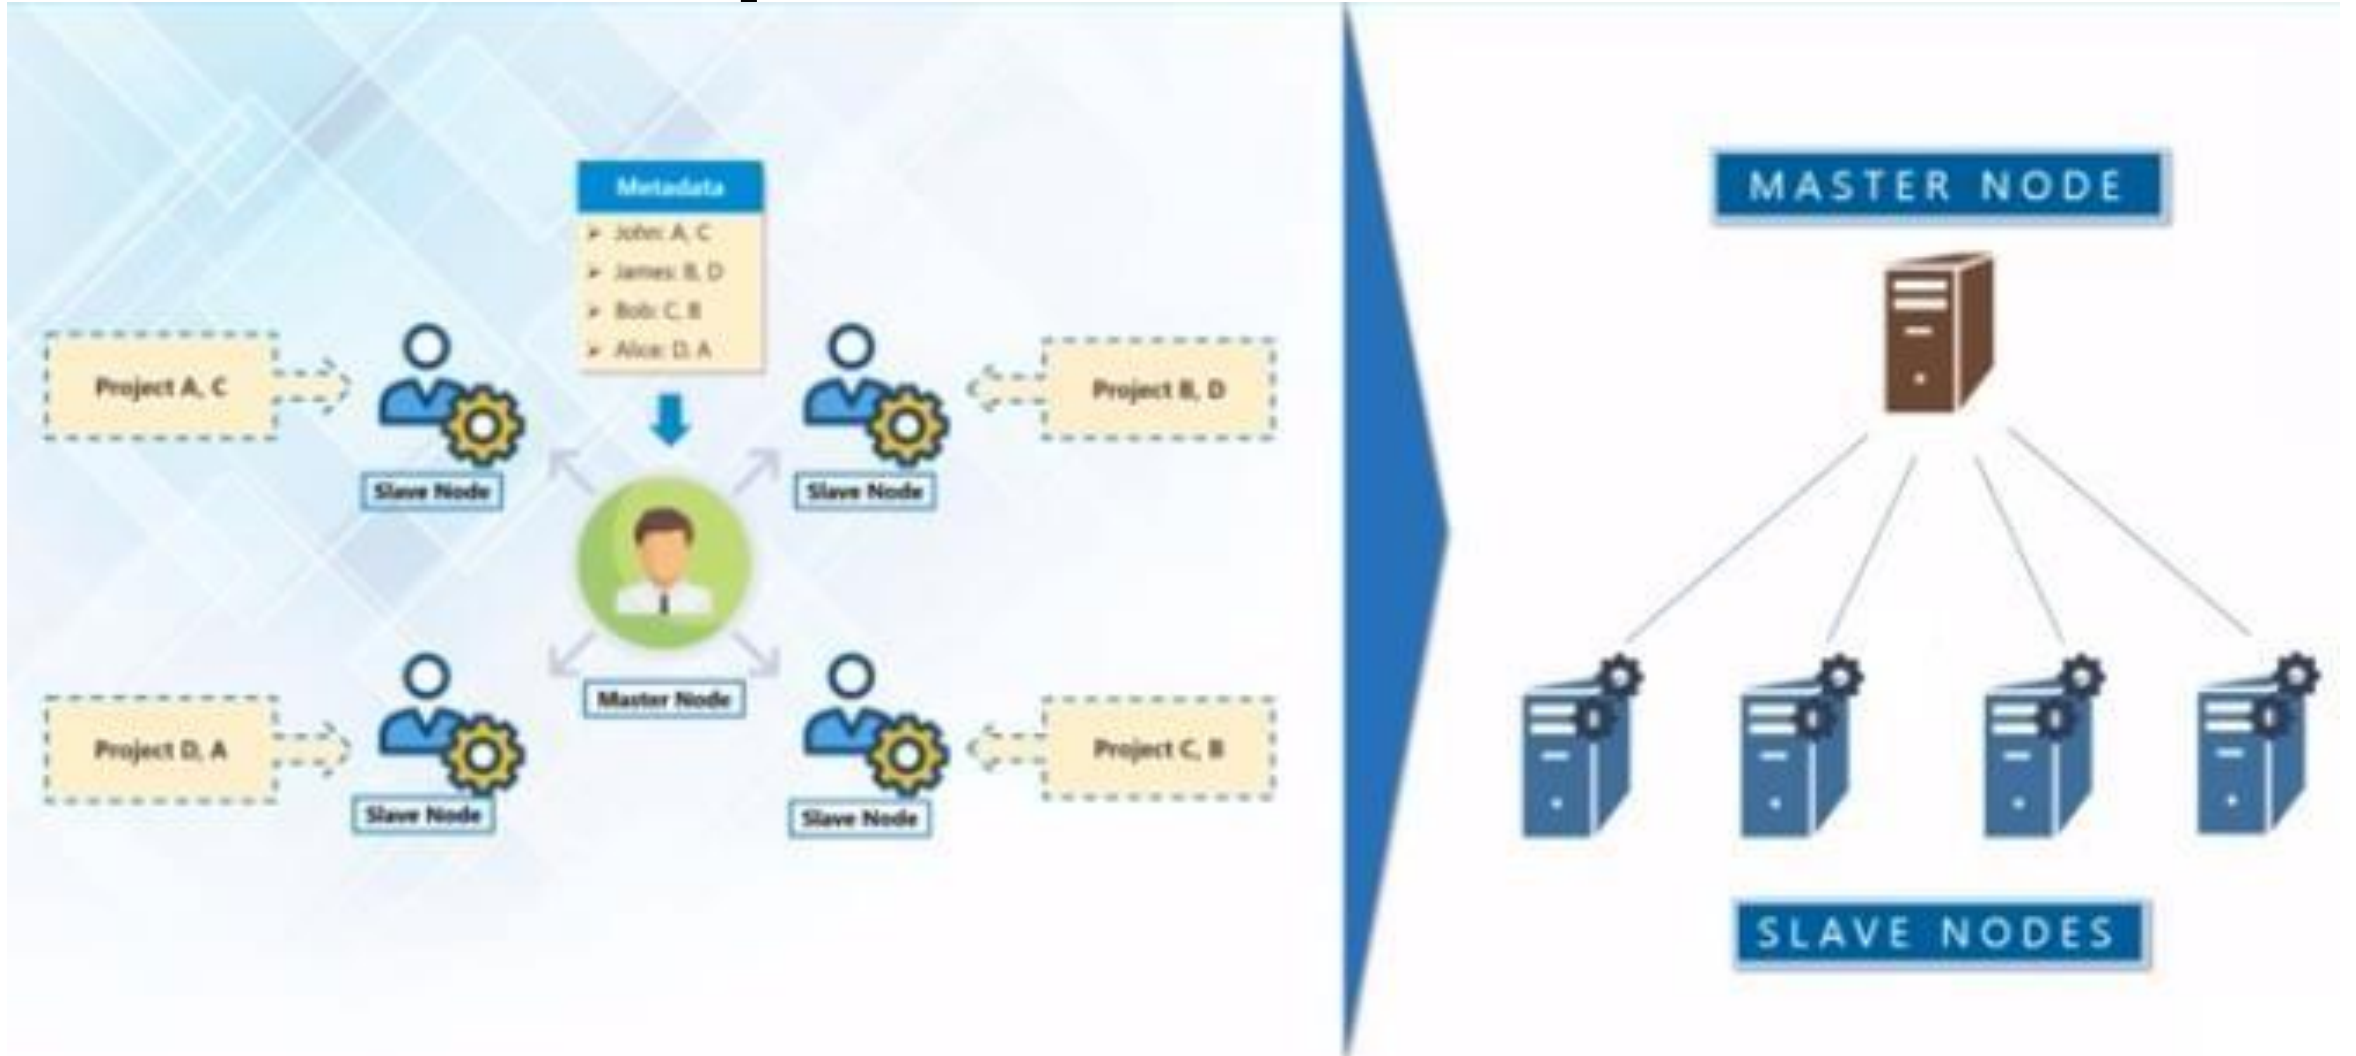 Metadata
➤ John: A, C
➤ James: B, D
➤ Bob: C, B
➤ Alice: D, A
Project A, C
Slave Node
Slave Node
Project B, D
Project D, A
Slave Node
Master Node
Slave Node
Project C, B
MASTER NODE
SLAVE NODES